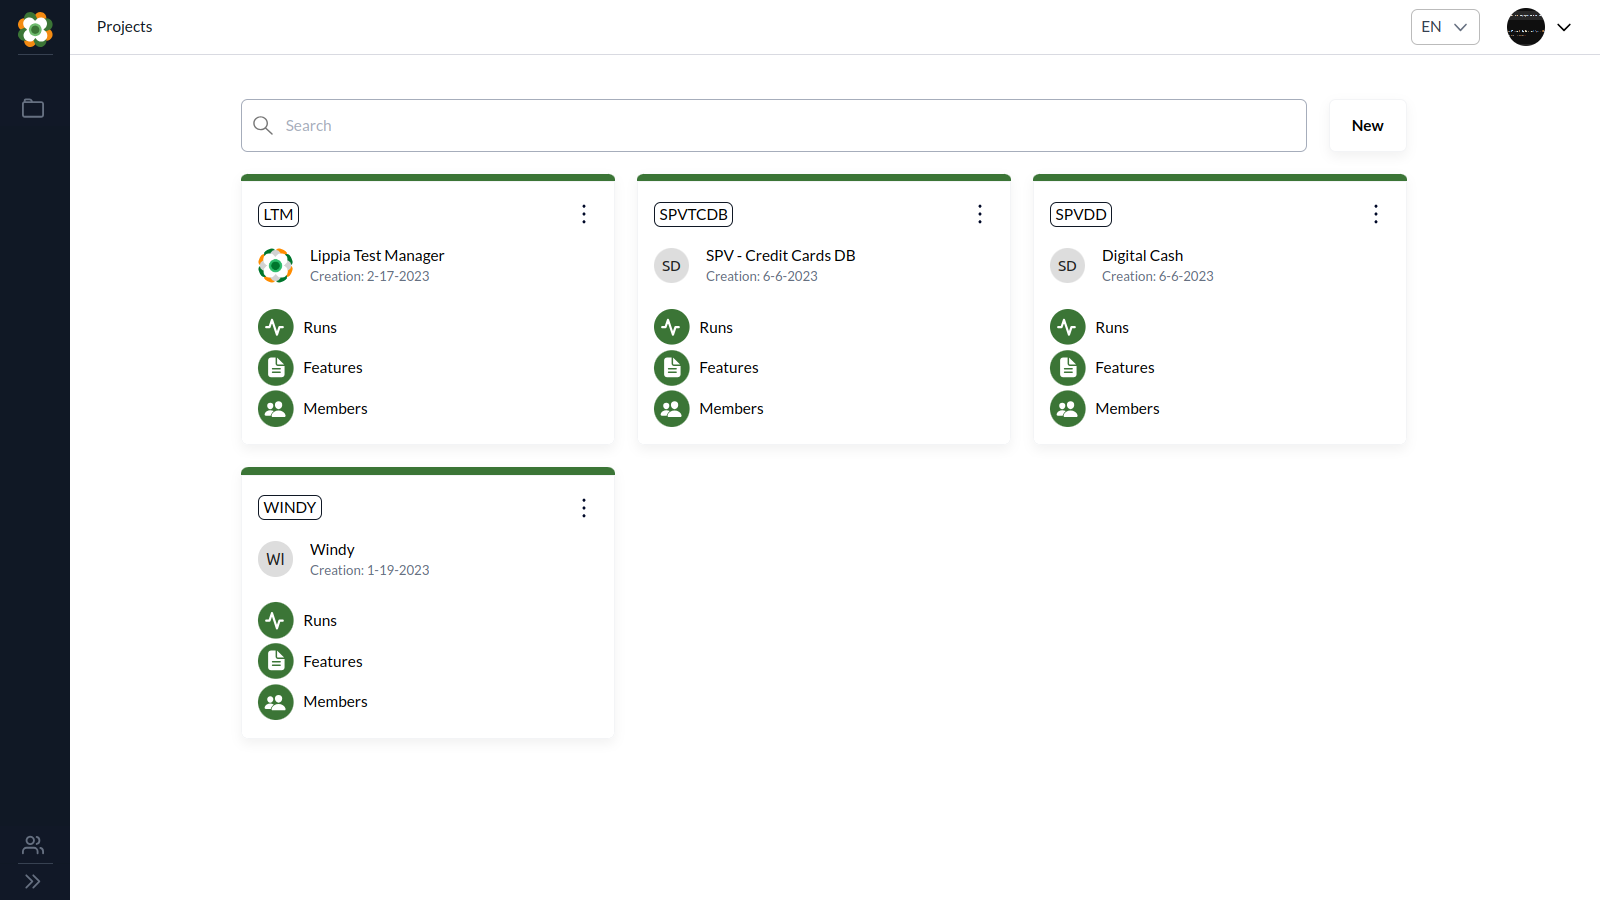 Projects
EN
Search
New
LTM
Lippia Test Manager
Creation: 2-17-2023
Runs
Features
Members
SPVTCDB
SD
SPV - Credit Cards DB
Creation: 6-6-2023
Runs
Features
Members
SPVDD
SD
Digital Cash
Creation: 6-6-2023
Runs
Features
Members
WINDY
WI
Windy
Creation: 1-19-2023
Runs
Features
Members